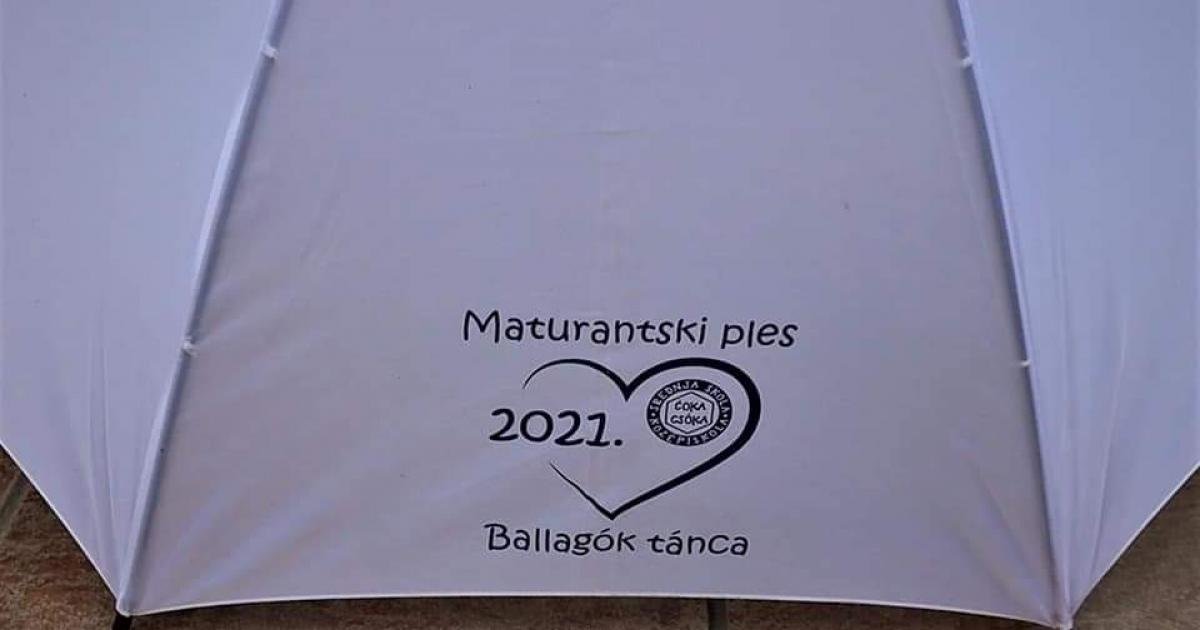 Maturantski ples
2021.
SREDNJA ŠKOLA
ČOKA
CSÓKA
KÖZÉPISKOLA
Ballagók tánca